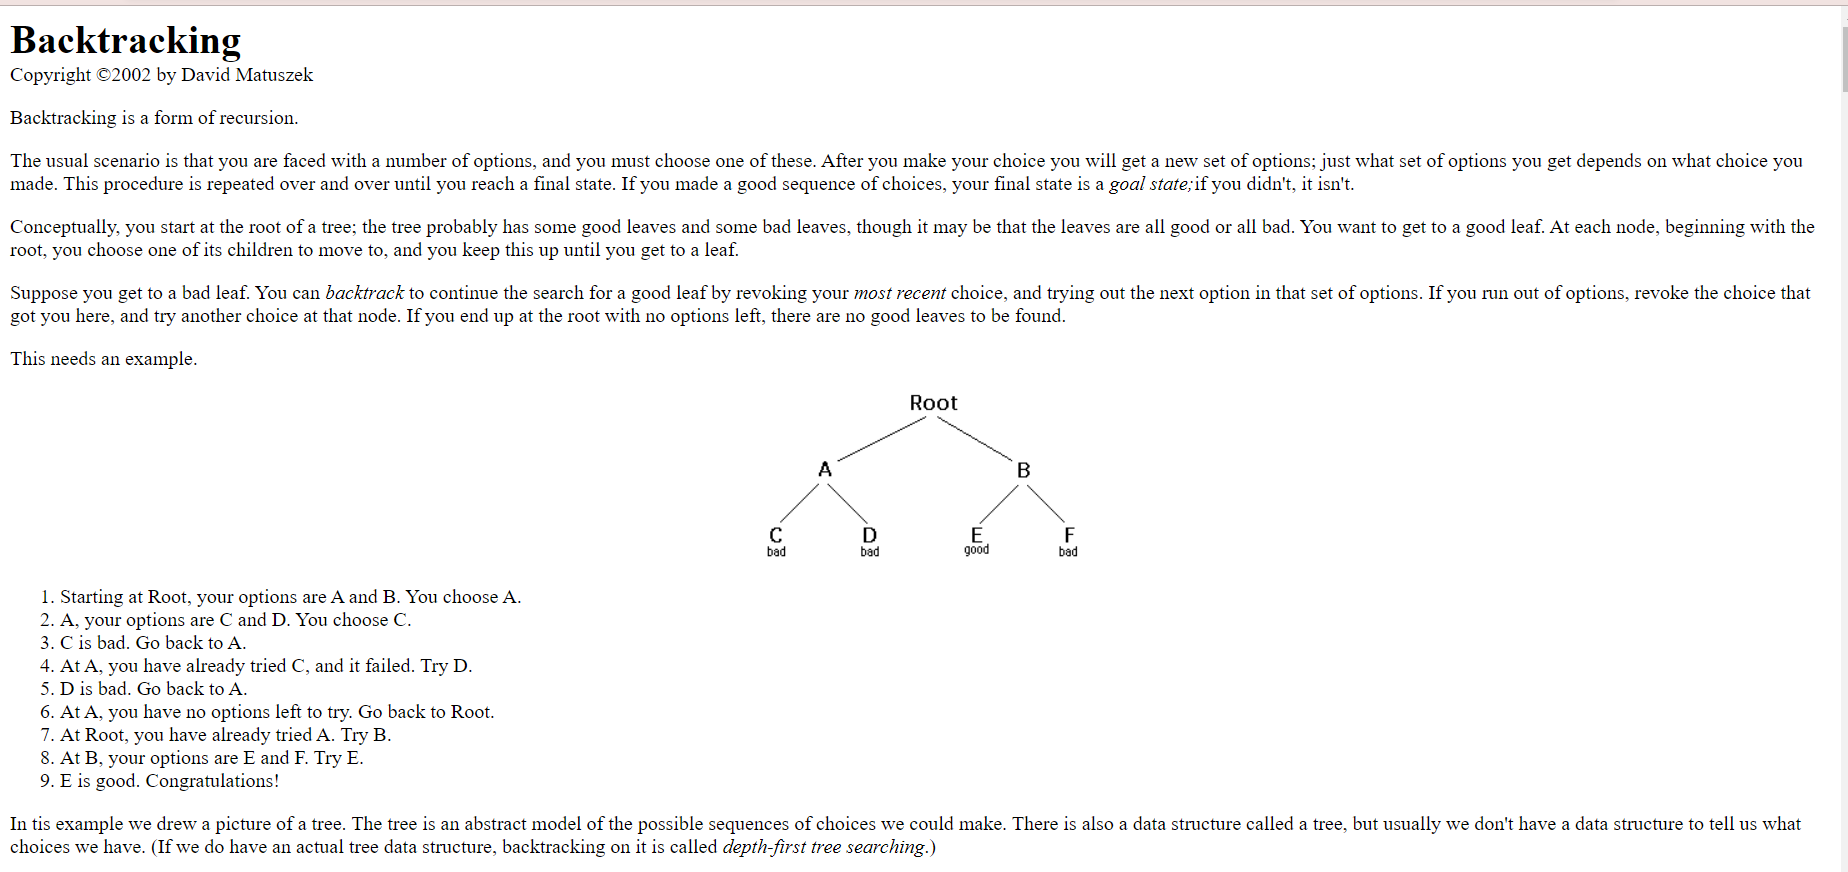 Backtracking
Copyright ©2002 by David Matuszek
Backtracking is a form of recursion.
The usual scenario is that you are faced with a number of options, and you must choose one of these. After you make your choice you will get a new set of options; just what set of options you get depends on what choice you
made. This procedure is repeated over and over until you reach a final state. If you made a good sequence of choices, your final state is a goal state; if you didn't, it isn't.
Conceptually, you start at the root of a tree; the tree probably has some good leaves and some bad leaves, though it may be that the leaves are all good or all bad. You want to get to a good leaf. At each node, beginning with the
root, you choose one of its children to move to, and you keep this up until you get to a leaf.
Suppose you get to a bad leaf. You can backtrack to continue the search for a good leaf by revoking your most recent choice, and trying out the next option in that set of options. If you run out of options, revoke the choice that
got you here, and try another choice at that node. If you end up at the root with no options left, there are no good leaves to be found.
This needs an example.
Root
A B
C D E F
bad bad good bad
1. Starting at Root, your options are A and B. You choose A.
2. A, your options are C and D. You choose C.
3. C is bad. Go back to A.
4. At A, you have already tried C, and it failed. Try D.
5. D is bad. Go back to A.
6. At A, you have no options left to try. Go back to Root.
7. At Root, you have already tried A. Try B.
8. At B, your options are E and F. Try E.
9. E is good. Congratulations!
In tis example we drew a picture of a tree. The tree is an abstract model of the possible sequences of choices we could make. There is also a data structure called a tree, but usually we don't have a data structure to tell us what
choices we have. (If we do have an actual tree data structure, backtracking on it is called depth-first tree searching.)